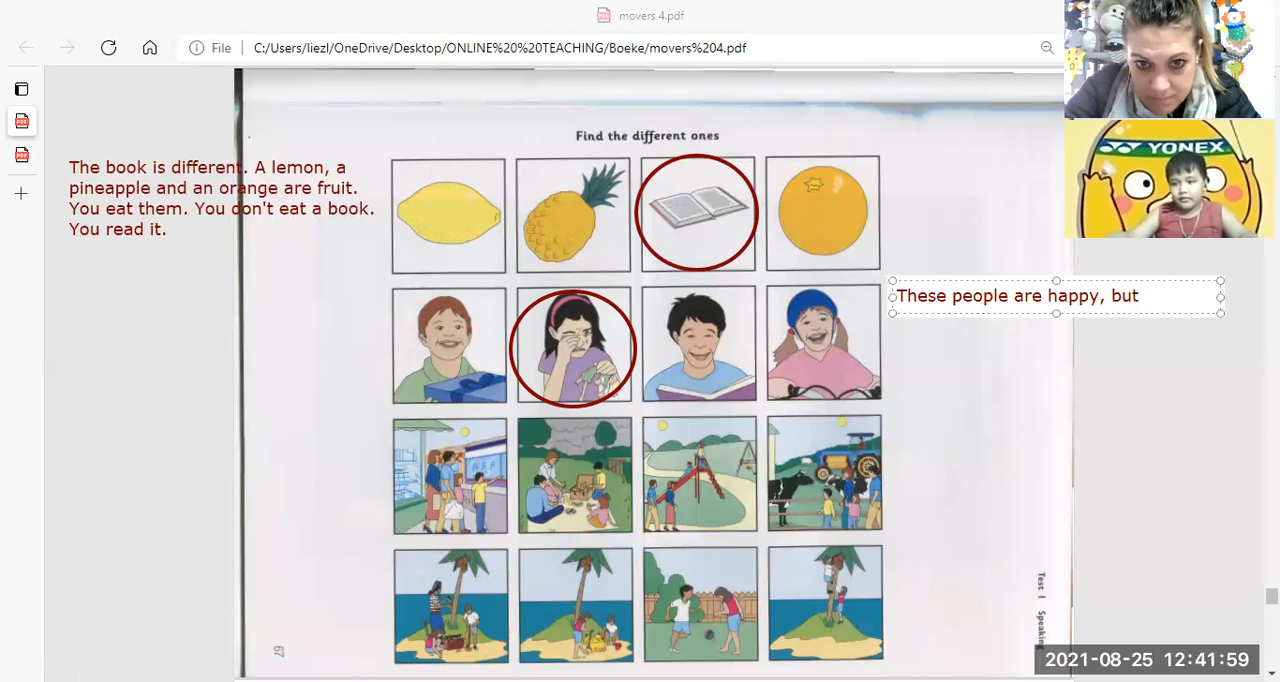 movers 4.pdf
File
C:/Users/liezl/OneDrive/Desktop/ONLINE%20%20TEACHING/Boeke/movers%204.pdf
Find the different ones
The book is different. A lemon, a
pineapple and an orange are fruit.
You eat them. You don't eat a book.
You read it.
YONEX
These people are happy, but
Test 1 Speaking
67
2021-08-25 12:41:59